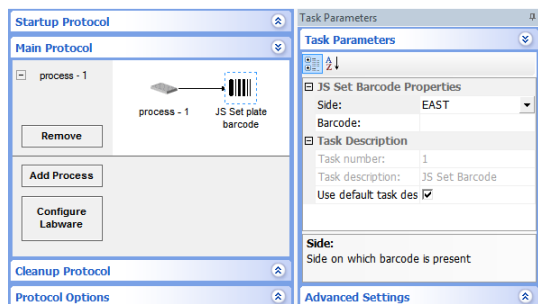 Startup Protocol
Main Protocol
process - 1
process - 1
JS Set plate
barcode
Remove
Add Process
Configure
Labware
Cleanup Protocol
Protocol Options
Task Parameters
Task Parameters
JS Set Barcode Properties
Side: EAST
Barcode:
Task Description
Task number: 1
Task description: JS Set Barcode
Use default task des
Side:
Side on which barcode is present
Advanced Settings